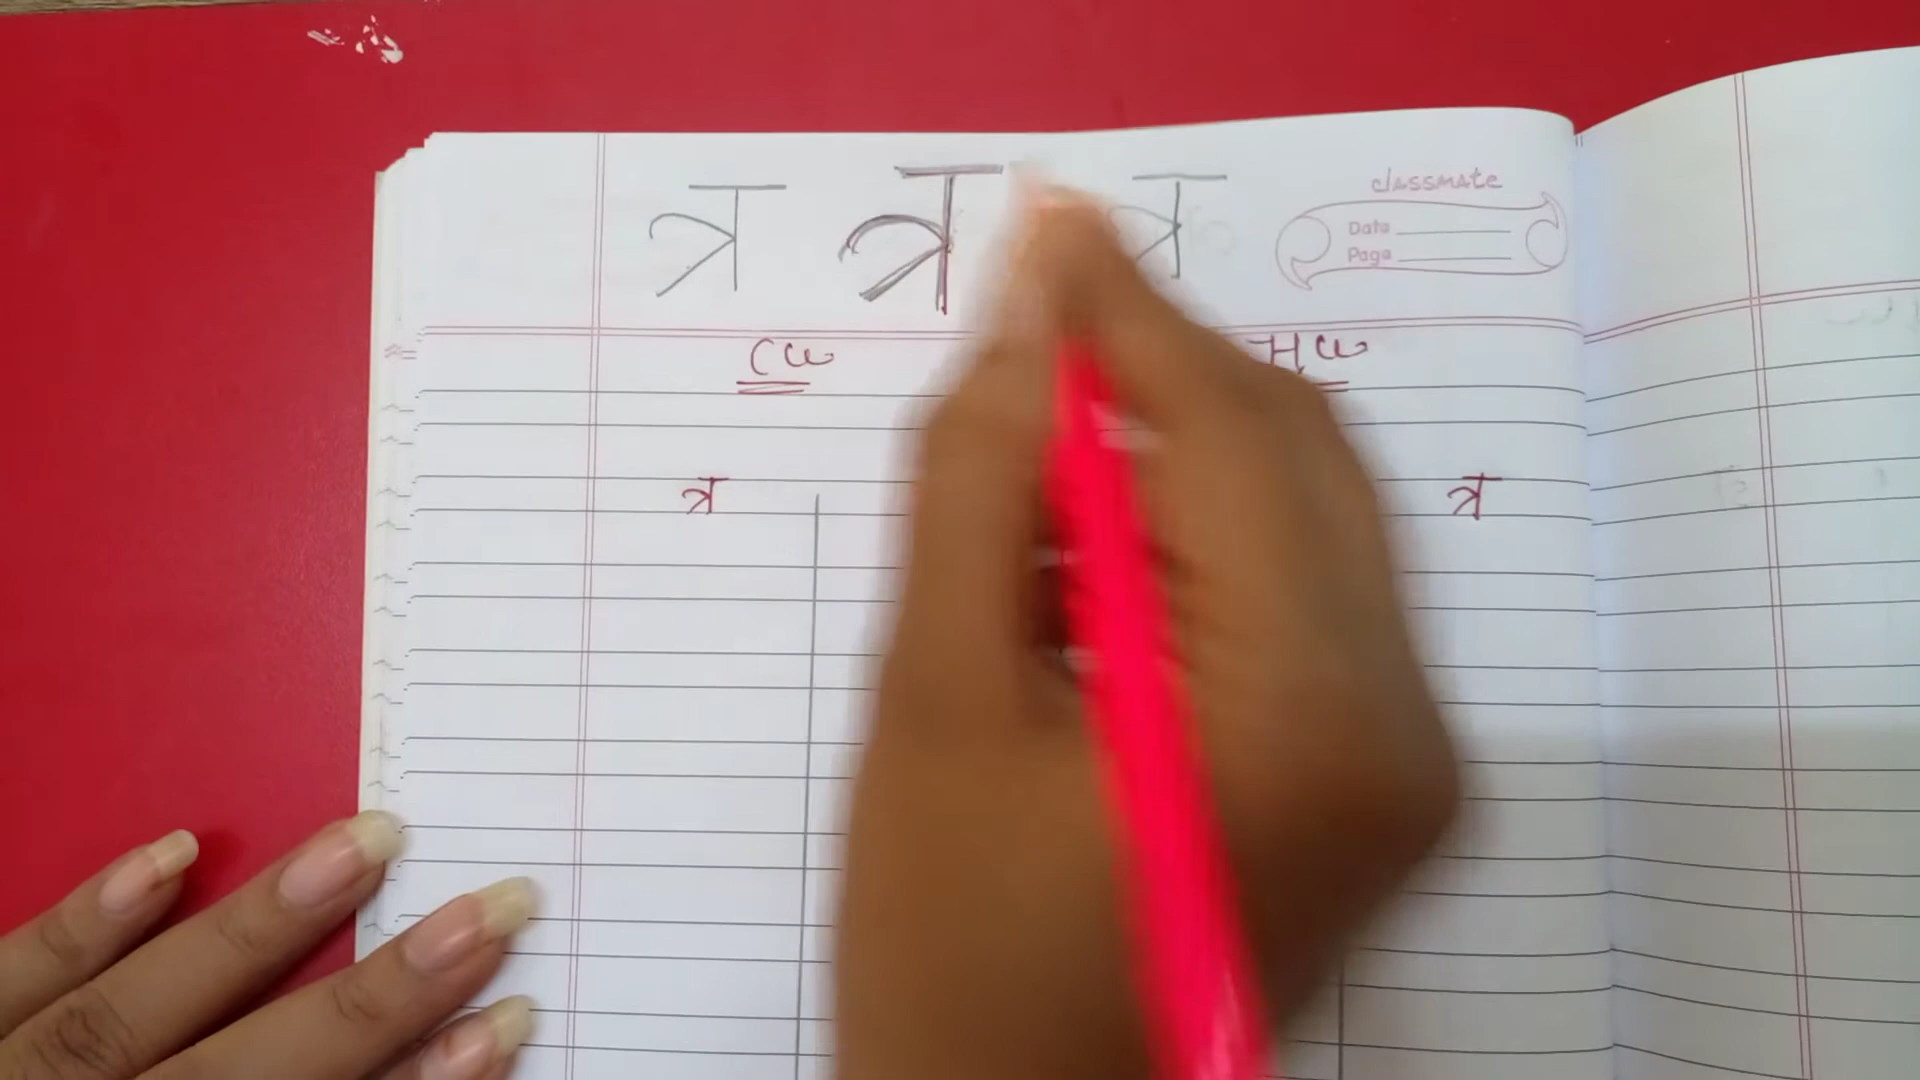 त्र त्र त्र
classmate
Date
Page
CW HW
त्र त्र